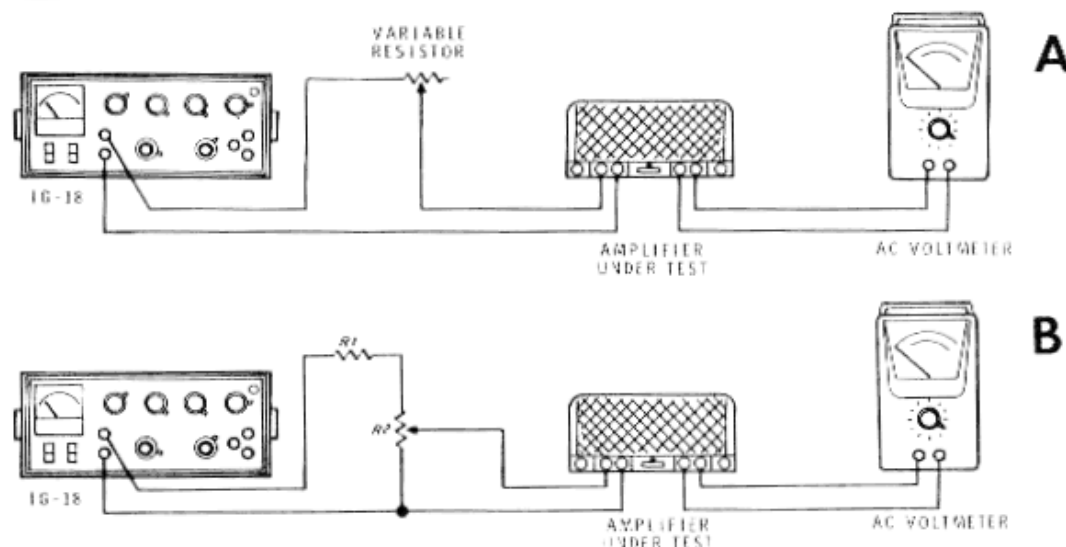 VARIABLE
RESISTOR
A
IG-18
AMPLIFIER
UNDER TEST
AC VOLTMETER
R1
B
R2
IG-18
AMPLIFIER
UNDER TEST
AC VOLTMETER